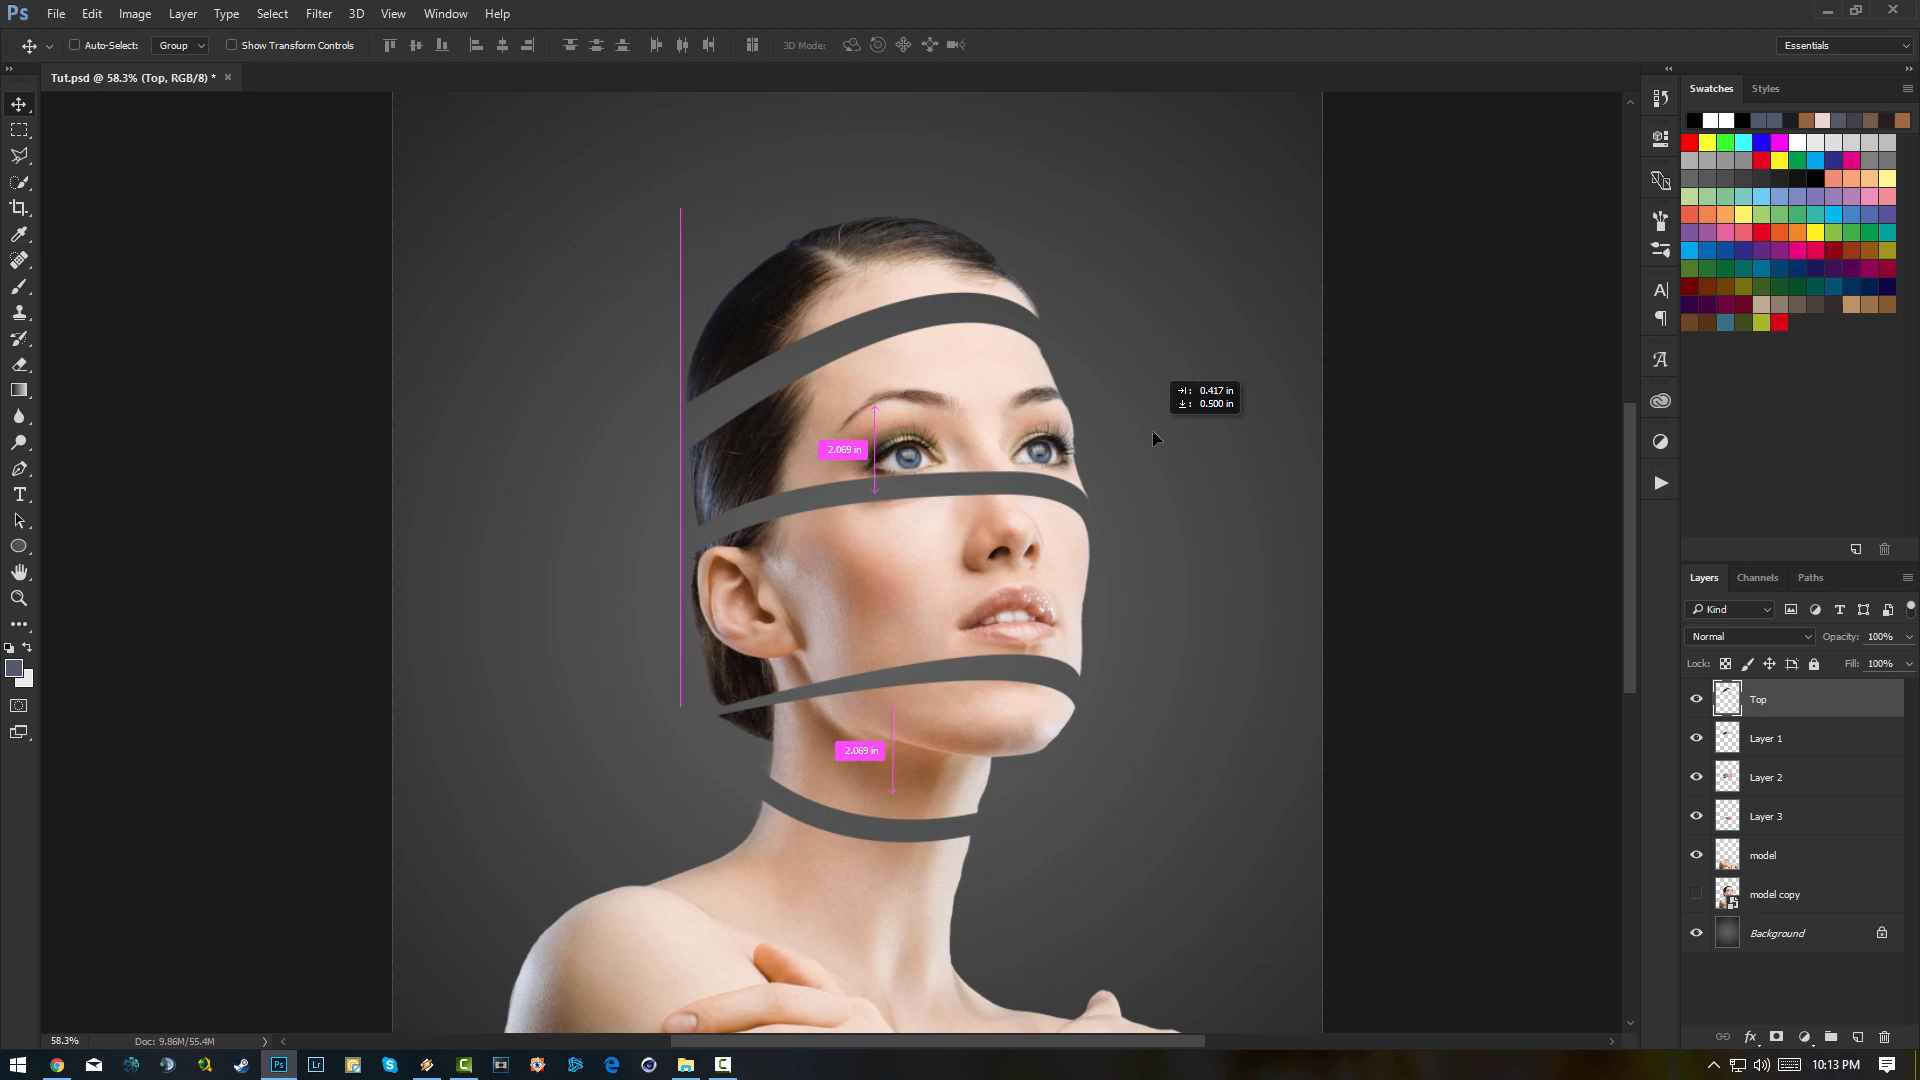 Ps File Edit Image Layer Type Select Filter 3D View Window Help
Auto-Select: Group Show Transform Controls 3D Mode: Essentials
Tut.psd @ 58.3% (Top, RGB/8) * ×
Swatches Styles
0.417 in
0.500 in
2.069 in
2.069 in
Layers Channels Paths
Kind
Normal Opacity: 100%
Lock: Fill: 100%
Top
Layer 1
Layer 2
Layer 3
model
model copy
Background
58.3% Doc: 9.86M/55.4M
10:13 PM